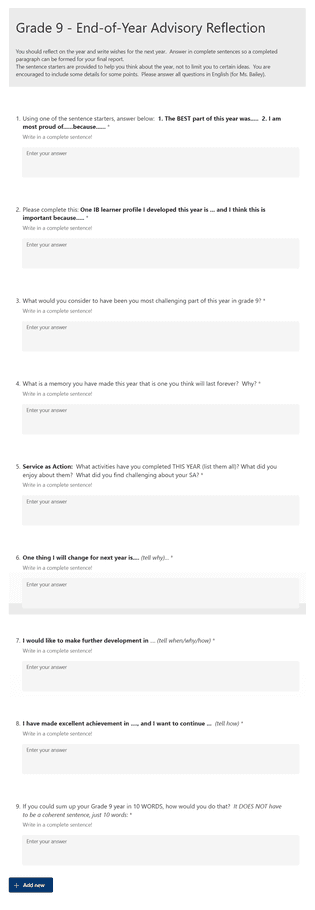 Grade 9 - End-of-Year Advisory Reflection
You should reflect on the year and write wishes for the next year. Answer in complete sentences so a completed
paragraph can be formed for your final report.
The sentence starters are provided to help you think about the year, not to limit you to certain ideas. You are
encouraged to include some details for some points. Please answer all questions in English (for Ms. Bailey).
1. Using one of the sentence starters, answer below: 1. The BEST part of this year was..... 2. I am
most proud of......because...... *
Write in a complete sentence!
Enter your answer
2. Please complete this: One IB learner profile I developed this year is ... and I think this is
important because..... *
Write in a complete sentence!
Enter your answer
3. What would you consider to have been you most challenging part of this year in grade 9? *
Write in a complete sentence!
Enter your answer
4. What is a memory you have made this year that is one you think will last forever? Why? *
Write in a complete sentence!
Enter your answer
5. Service as Action: What activities have you completed THIS YEAR (list them all)? What did you
enjoy about them? What did you find challenging about your SA? *
Write in a complete sentence!
Enter your answer
6. One thing I will change for next year is.... (tell why)... *
Write in a complete sentence!
Enter your answer
7. I would like to make further development in ... (tell when/why/how) *
Write in a complete sentence!
Enter your answer
8. I have made excellent achievement in ...., and I want to continue ... (tell how) *
Write in a complete sentence!
Enter your answer
9. If you could sum up your Grade 9 year in 10 WORDS, how would you do that? It DOES NOT have
to be a coherent sentence, just 10 words: *
Write in a complete sentence!
Enter your answer
+ Add new